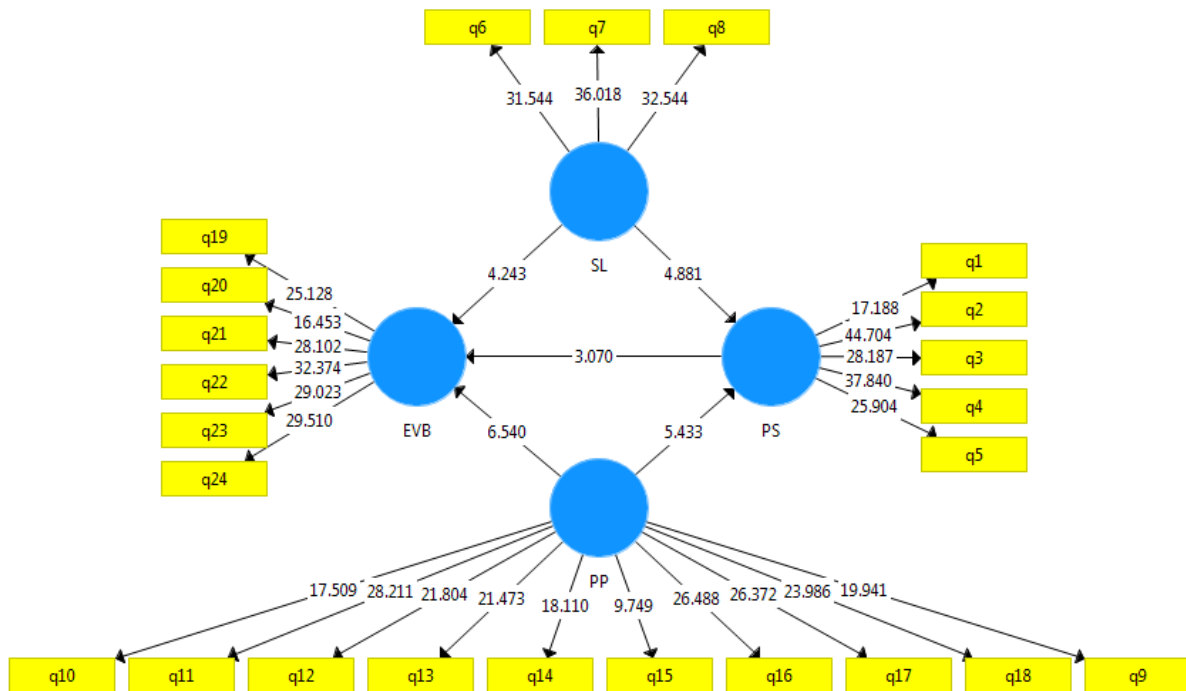 q6 q7 q8
31.544 36.018 32.544
SL
4.243 4.881
q19
q20
q21
q22
q23
q24
25.128
16.453
28.102
32.374
29.023
29.510
EVB
3.070
PS
q1
q2
q3
q4
q5
17.188
44.704
28.187
37.840
25.904
6.540 5.433
PP
17.509 28.211 21.804 21.473 18.110 9.749 26.488 26.372 23.986 19.941
q10 q11 q12 q13 q14 q15 q16 q17 q18 q9